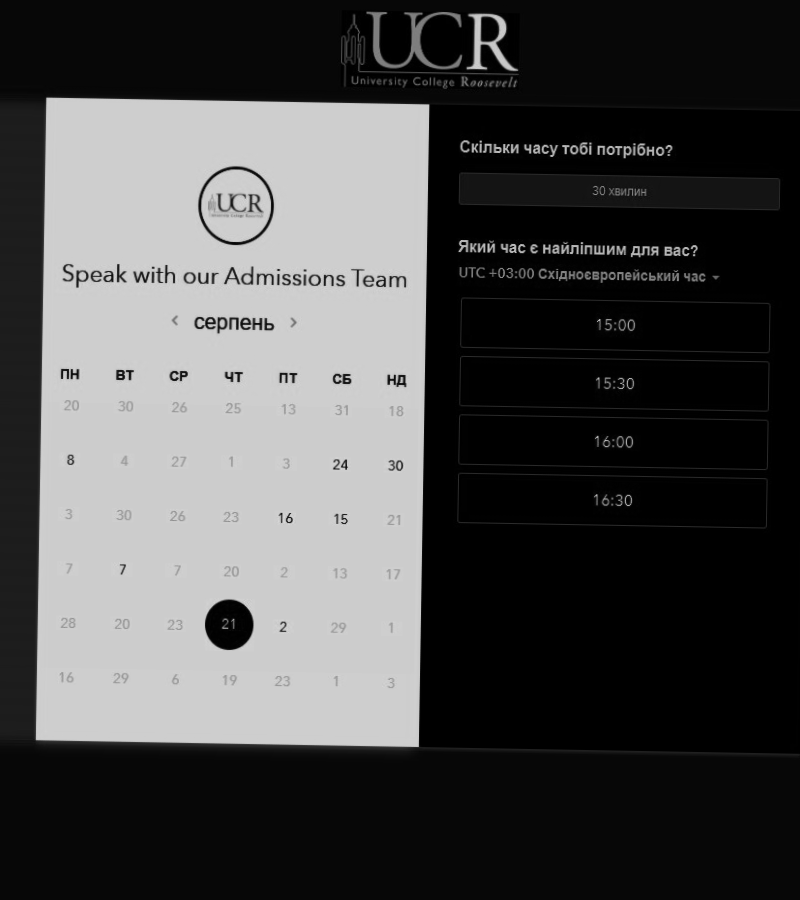 UCR
University College Roosevelt
UCR
University College Roosevelt
Speak with our Admissions Team
серпень
ПН ВТ СР ЧТ ПТ СБ НД
20 30 26 25 13 31 18
8 4 27 1 3 24 30
3 30 26 23 16 15 21
7 7 7 20 2 13 17
28 20 23 21 2 29 1
16 29 6 19 23 1 3
Скільки часу тобі потрібно?
30 хвилин
Який час є найліпшим для вас?
UTC +03:00 Східноєвропейський час
15:00
15:30
16:00
16:30